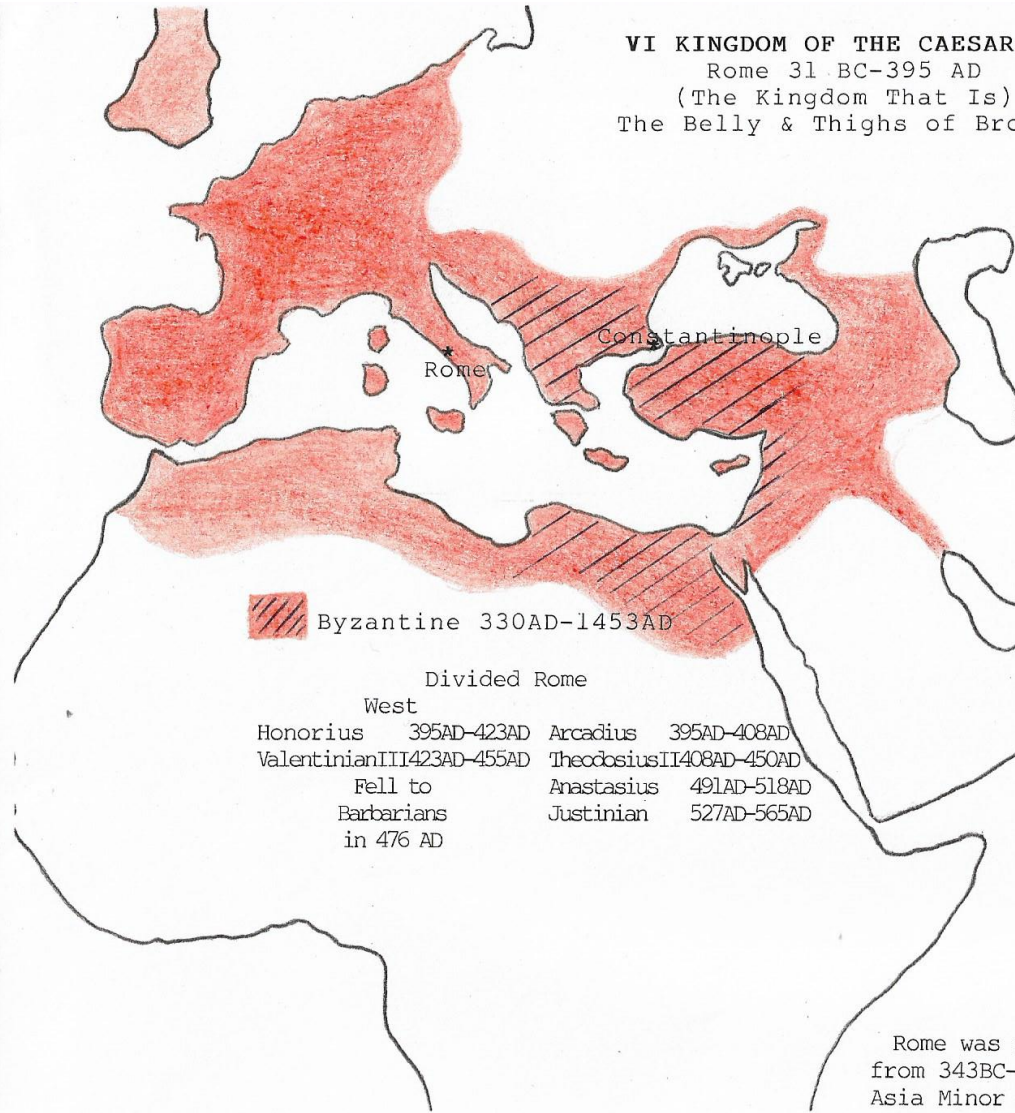 VI KINGDOM OF THE CAESAR
Rome 31 BC-395 AD
(The Kingdom That Is)
The Belly & Thighs of Bro
Constantinople
Rome
Byzantine 330AD-1453AD
Divided Rome
West
Honorius 395AD-423AD Arcadius 395AD-408AD
ValentinianIII423AD-455AD TheodosiusII408AD-450AD
Fell to Anastasius 491AD-518AD
Barbarians Justinian 527AD-565AD
in 476 AD
Rome was
from 343BC-
Asia Minor